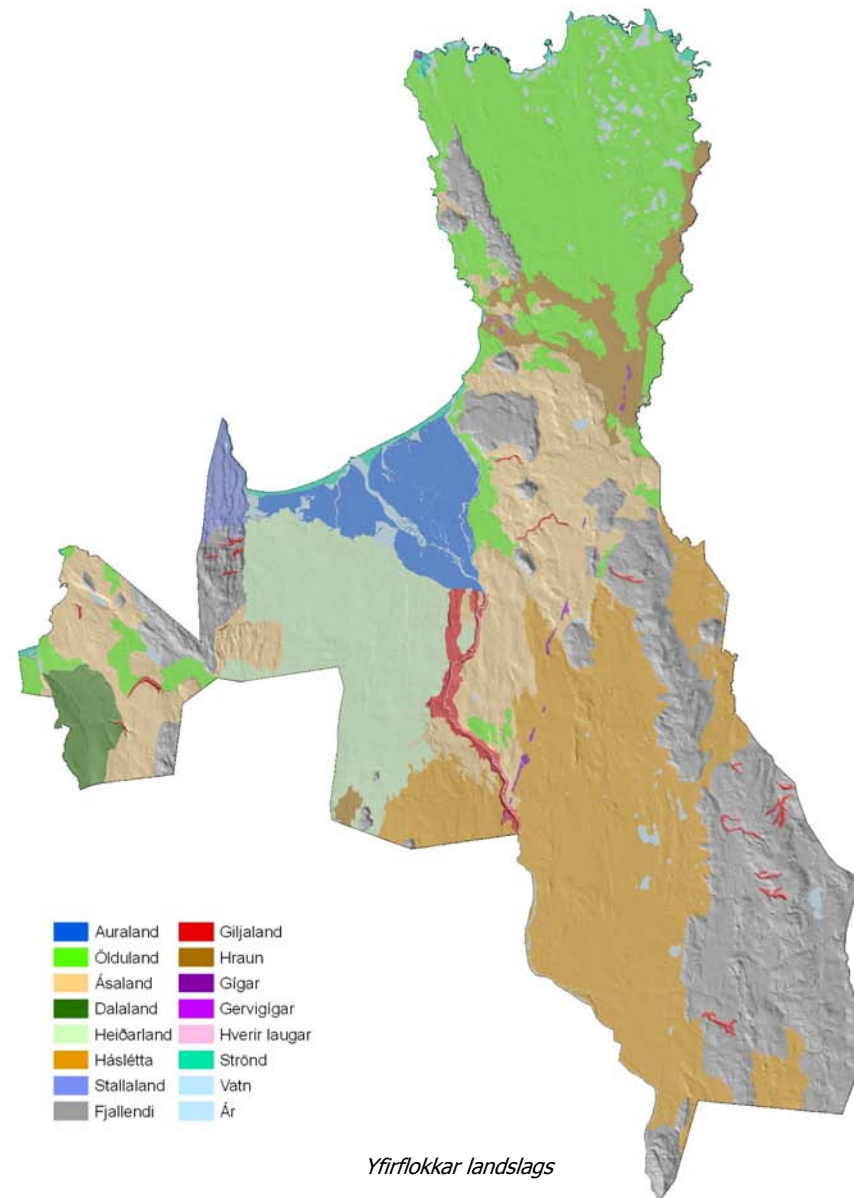 Auraland
Ölduland
Ásaland
Dalaland
Heiðarland
Háslétta
Stallaland
Fjallendi
Giljaland
Hraun
Gígar
Gervigígar
Hverir laugar
Strönd
Vatn
Ár
Yfirflokkar landslags